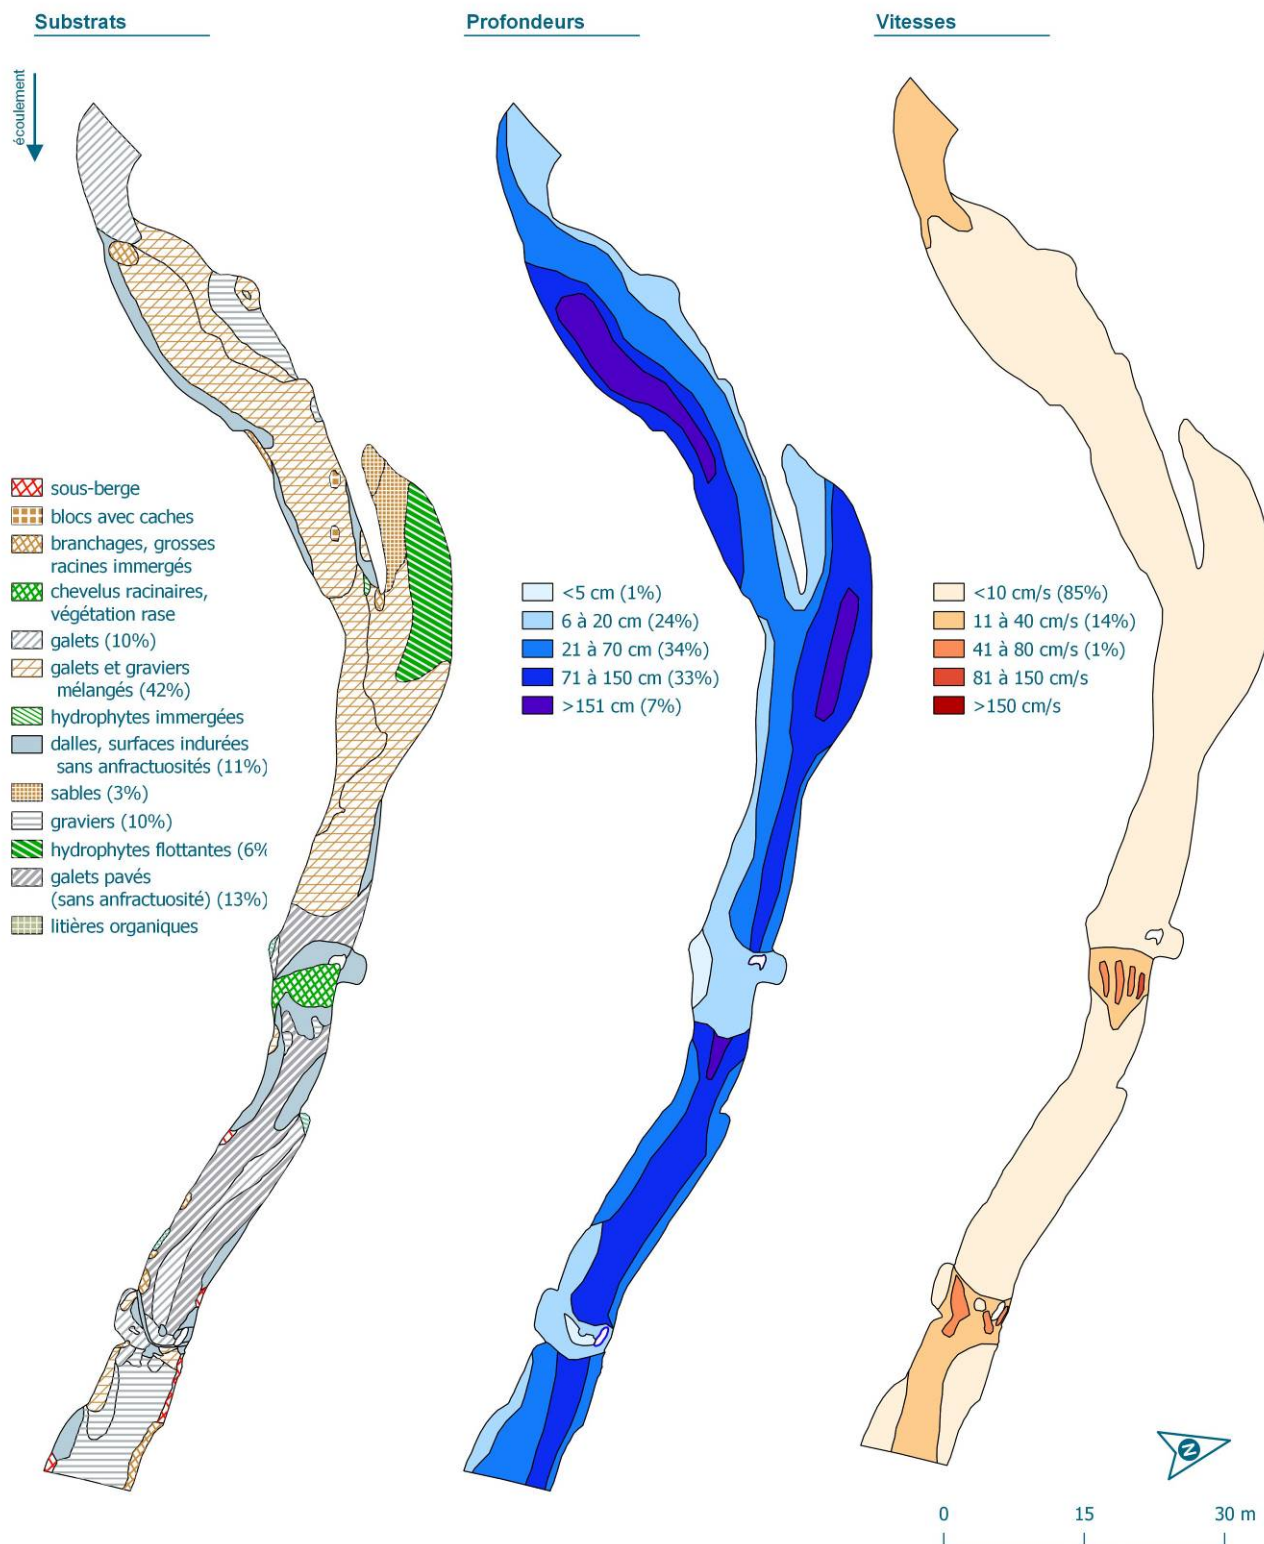 Substrats
Profondeurs
Vitesses
écoulement
sous-berge
blocs avec caches
branchages, grosses
racines immergés
chevelus racinaires,
végétation rase
galets (10%)
galets et graviers
mélangés (42%)
hydrophytes immergées
dalles, surfaces indurées
sans anfractuosités (11%)
sables (3%)
graviers (10%)
hydrophytes flottantes (6%
galets pavés
(sans anfractuosité) (13%)
litières organiques
<5 cm (1%)
6 à 20 cm (24%)
21 à 70 cm (34%)
71 à 150 cm (33%)
>151 cm (7%)
<10 cm/s (85%)
11 à 40 cm/s (14%)
41 à 80 cm/s (1%)
81 à 150 cm/s
>150 cm/s
N
0 15 30 m